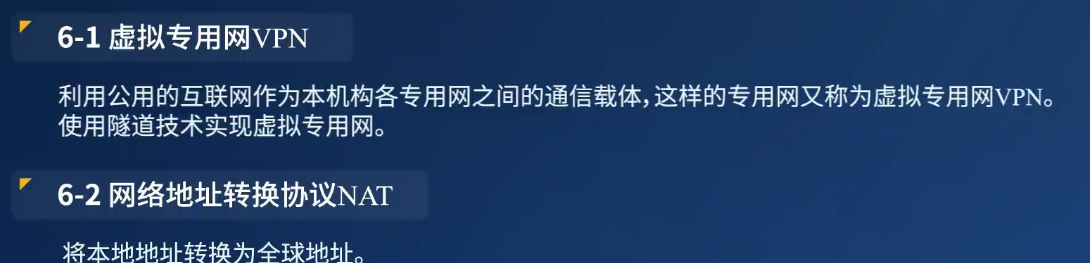 6-1 虚拟专用网VPN
利用公用的互联网作为本机构各专用网之间的通信载体，这样的专用网又称为虚拟专用网VPN。
使用隧道技术实现虚拟专用网。
6-2 网络地址转换协议NAT
将本地地址转换为全球地址。